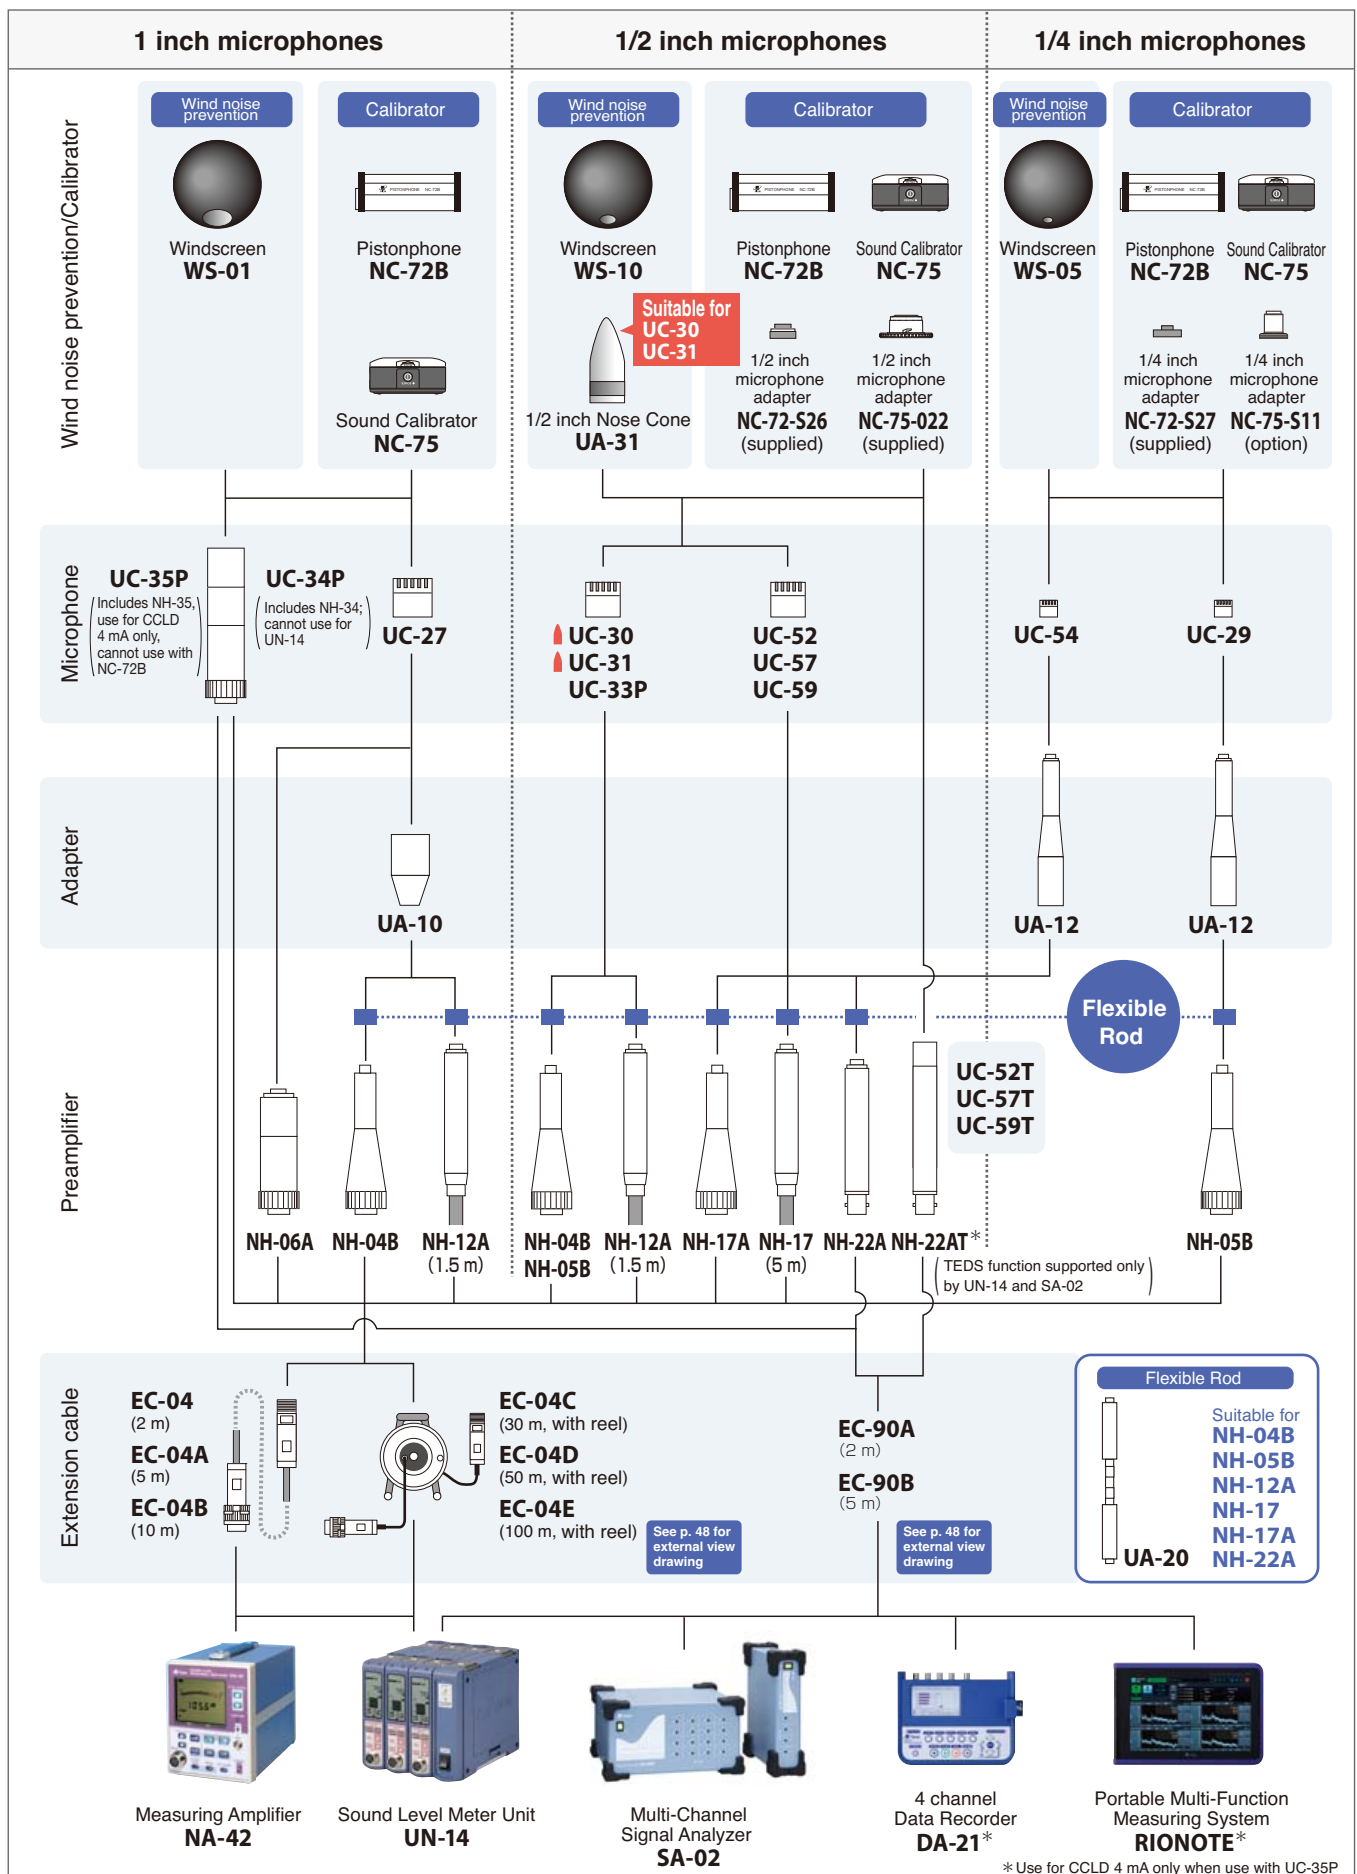 1 inch microphones
1/2 inch microphones
1/4 inch microphones
Wind noise prevention/Calibrator
Wind noise
prevention
Calibrator
PISTONPHONE NC-72B
Windscreen
WS-01
Pistonphone
NC-72B
Sound Calibrator
NC-75
Wind noise
prevention
Calibrator
PISTONPHONE NC-72B
Windscreen
WS-10
Pistonphone
NC-72B
Sound Calibrator
NC-75
Suitable for
UC-30
UC-31
1/2 inch Nose Cone
UA-31
1/2 inch
microphone
adapter
NC-72-S26
(supplied)
1/2 inch
microphone
adapter
NC-75-022
(supplied)
Wind noise
prevention
Calibrator
PISTONPHONE NC-72B
Windscreen
WS-05
Pistonphone
NC-72B
Sound Calibrator
NC-75
1/4 inch
microphone
adapter
NC-72-S27
(supplied)
1/4 inch
microphone
adapter
NC-75-S11
(option)
Microphone
UC-35P
(Includes NH-35,
use for CCLD
4 mA only,
cannot use with
NC-72B)
UC-34P
(Includes NH-34;
cannot use for
UN-14)
UC-27
UC-30
UC-31
UC-33P
UC-52
UC-57
UC-59
UC-54
UC-29
Adapter
UA-10
UA-12
UA-12
Flexible
Rod
Preamplifier
UC-52T
UC-57T
UC-59T
NH-06A
NH-04B
NH-12A
(1.5 m)
NH-04B
NH-05B
NH-12A
(1.5 m)
NH-17A
NH-17
(5 m)
NH-22A
NH-22AT*
(TEDS function supported only
by UN-14 and SA-02)
NH-05B
Extension cable
EC-04
(2 m)
EC-04A
(5 m)
EC-04B
(10 m)
EC-04C
(30 m, with reel)
EC-04D
(50 m, with reel)
EC-04E
(100 m, with reel)
See p. 48 for
external view
drawing
EC-90A
(2 m)
EC-90B
(5 m)
See p. 48 for
external view
drawing
Flexible Rod
Suitable for
NH-04B
NH-05B
NH-12A
NH-17
NH-17A
NH-22A
UA-20
Measuring Amplifier
NA-42
Sound Level Meter Unit
UN-14
Multi-Channel
Signal Analyzer
SA-02
4 channel
Data Recorder
DA-21*
Portable Multi-Function
Measuring System
RIONOTE*
* Use for CCLD 4 mA only when use with UC-35P